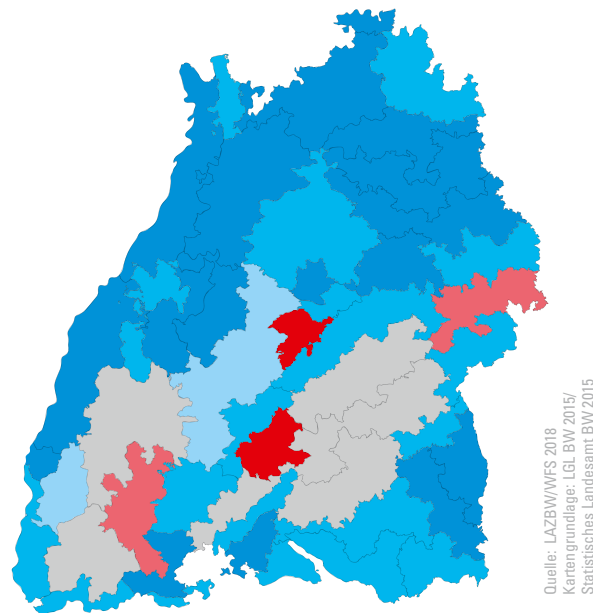 Quelle: LAZBW/WFS 2018
Kartengrundlage: LGL BW 2015/
Statistisches Landesamt BW 2015